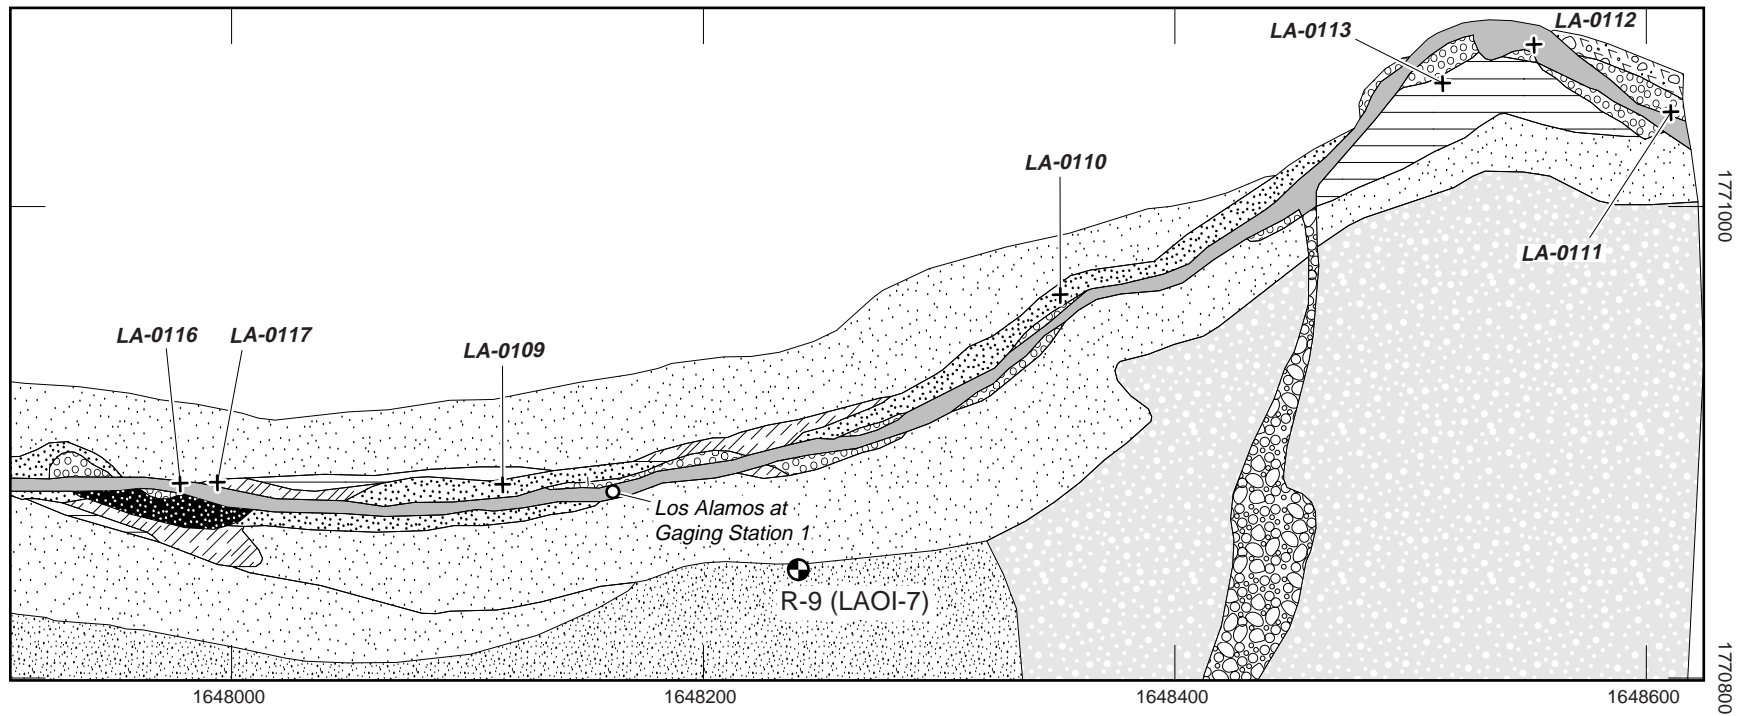 LA-0112
LA-0113
LA-0110
1771000
LA-0111
LA-0116
LA-0117
LA-0109
Los Alamos at
Gaging Station 1
R-9 (LAOI-7)
1770800
1648000
1648200
1648400
1648600